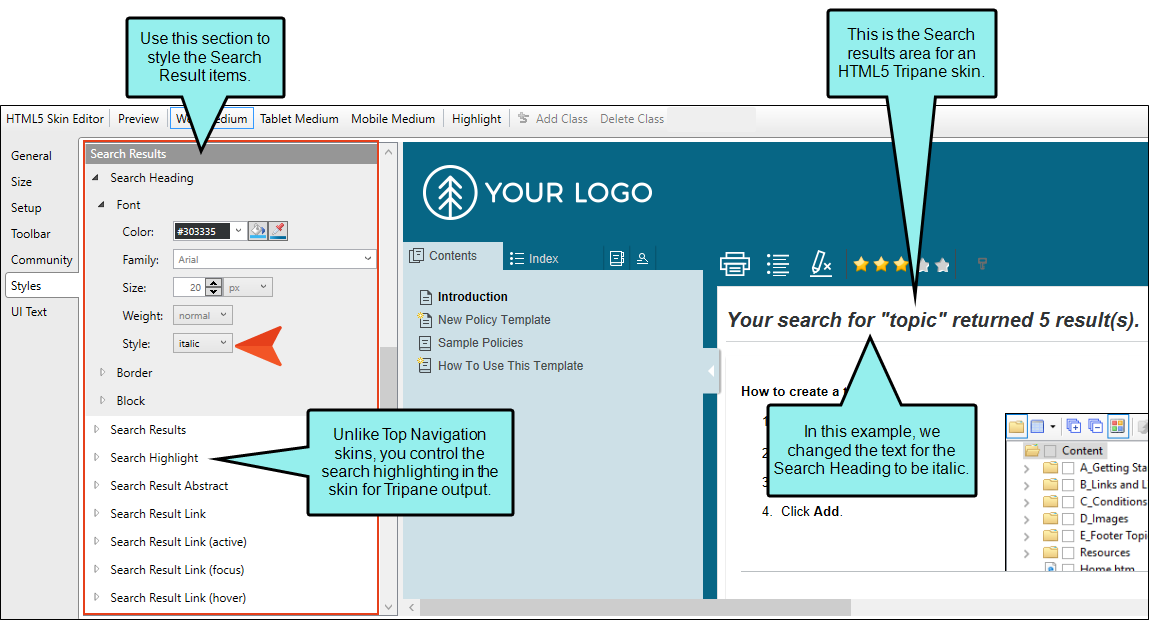 Use this section to
style the Search
Result items.
This is the Search
results area for an
HTML5 Tripane skin.
HTML5 Skin Editor
Preview
Tablet Medium
Mobile Medium
Highlight
Add Class
Delete Class
General
Size
Setup
Toolbar
Community
Styles
UI Text
Search Results
Search Heading
Font
Color: #303335
Family: Arial
Size: 20 px
Weight: normal
Style: italic
Border
Block
Search Results
Search Highlight
Search Result Abstract
Search Result Link
Search Result Link (active)
Search Result Link (focus)
Search Result Link (hover)
Unlike Top Navigation
skins, you control the
search highlighting in the
skin for Tripane output.
YOUR LOGO
Contents
Index
Introduction
New Policy Template
Sample Policies
How To Use This Template
Your search for "topic" returned 5 result(s).
How to create a
In this example, we
changed the text for the
Search Heading to be italic.
4. Click Add.
Content
A_Getting Sta
B_Links and L
C_Conditions
D_Images
E_Footer Topi
Resources
Home.htm